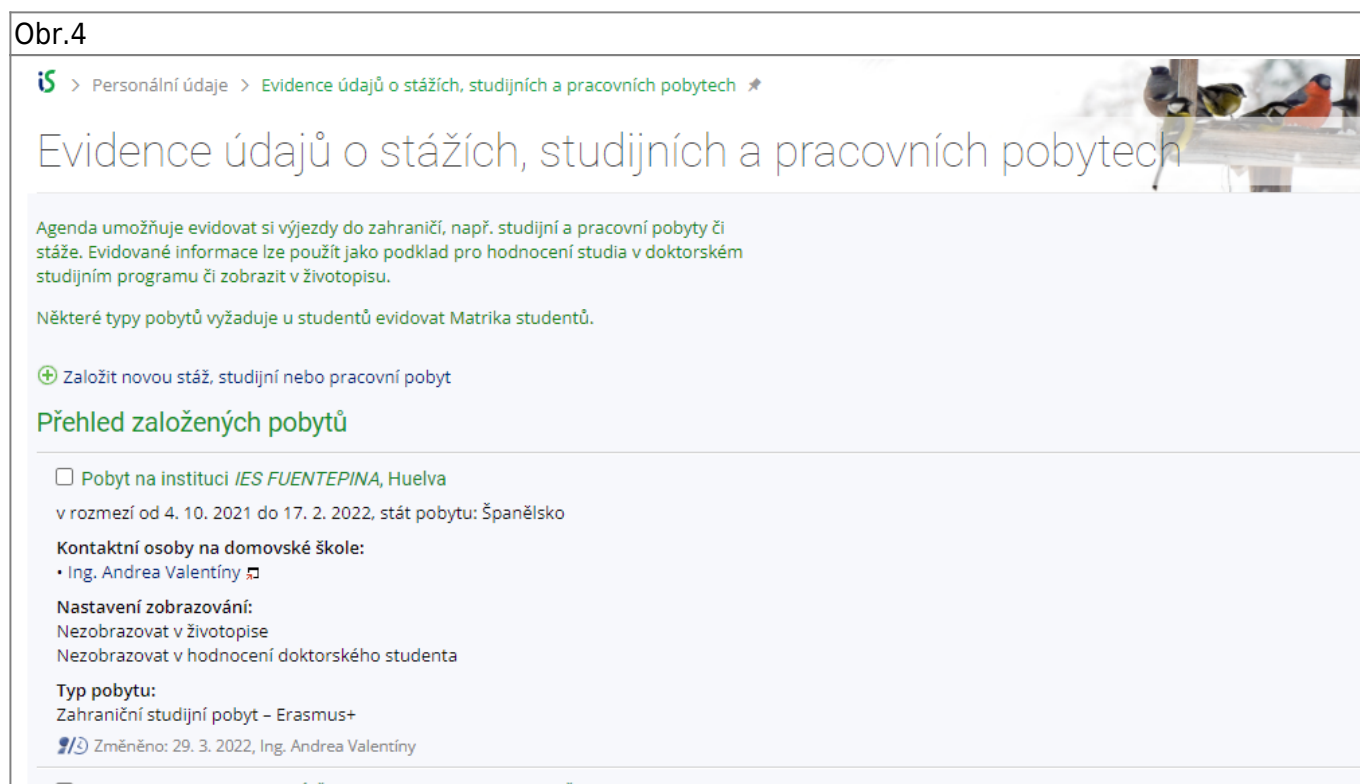 Obr.4
iS > Personální údaje > Evidence údajů o stážích, studijních a pracovních pobytech
Evidence údajů o stážích, studijních a pracovních pobytech
Agenda umožňuje evidovat si výjezdy do zahraničí, např. studijní a pracovní pobyty či
stáže. Evidované informace lze použít jako podklad pro hodnocení studia v doktorském
studijním programu či zobrazit v životopisu.
Některé typy pobytů vyžaduje u studentů evidovat Matrika studentů.
Založit novou stáž, studijní nebo pracovní pobyt
Přehled založených pobytů
Pobyt na instituci IES FUENTEPINA, Huelva
v rozmezí od 4. 10. 2021 do 17. 2. 2022, stát pobytu: Španělsko
Kontaktní osoby na domovské škole:
• Ing. Andrea Valentíny
Nastavení zobrazování:
Nezobrazovat v životopise
Nezobrazovat v hodnocení doktorského studenta
Typ pobytu:
Zahraniční studijní pobyt – Erasmus+
Změněno: 29. 3. 2022, Ing. Andrea Valentíny